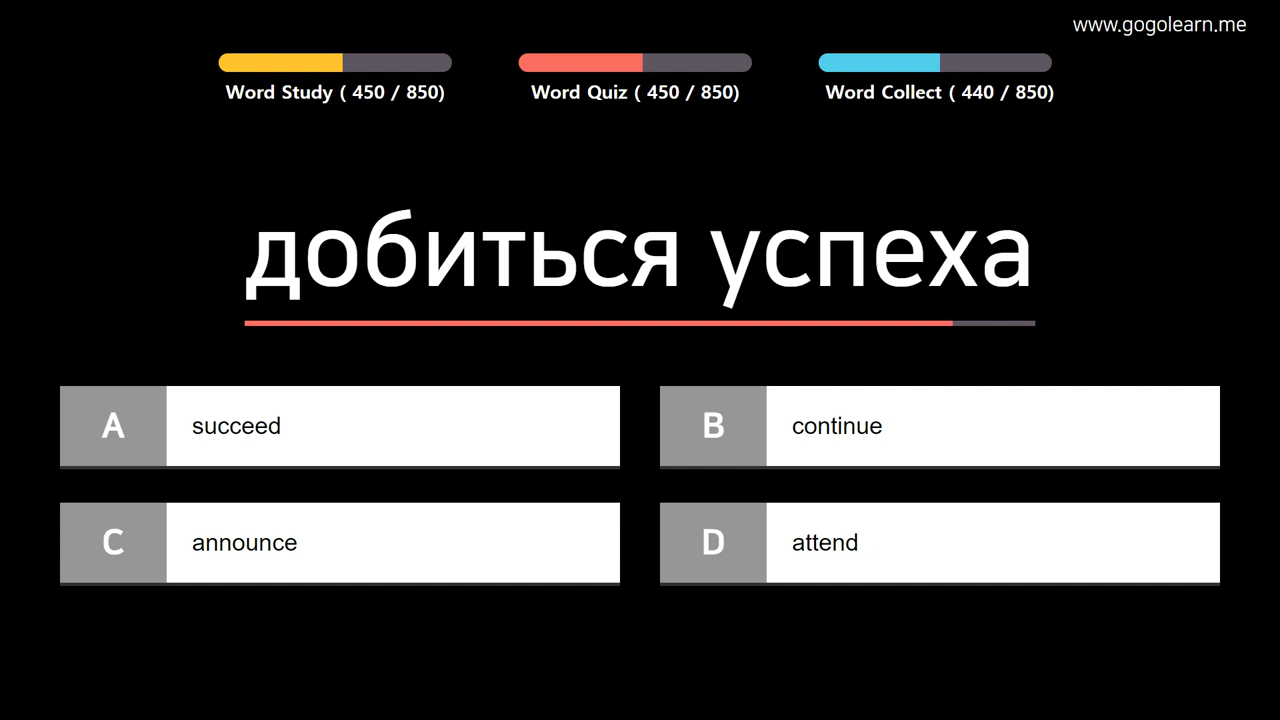 www.gogolearn.me
Word Study ( 450 / 850)
Word Quiz ( 450 / 850)
Word Collect ( 440 / 850)
добиться успеха
A succeed
B continue
C announce
D attend